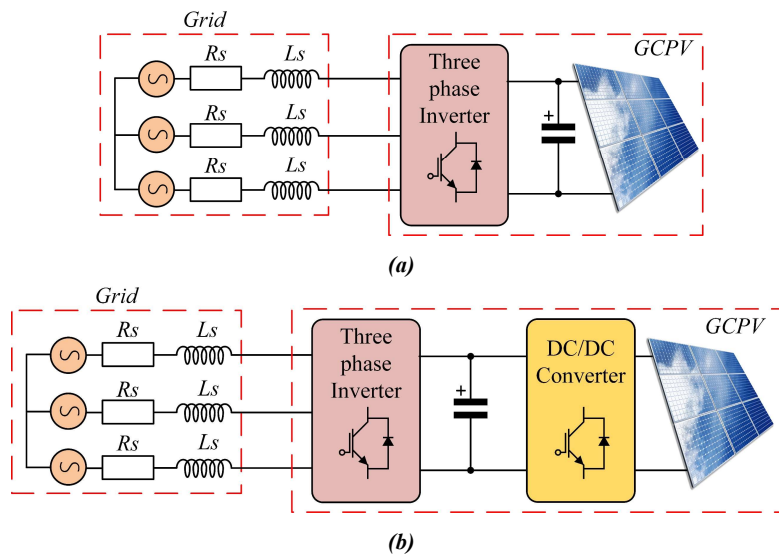 Grid
Rs
Ls
Rs
Ls
Rs
Ls
Three
phase
Inverter
+
GCPV
(a)
Grid
Rs
Ls
Rs
Ls
Rs
Ls
Three
phase
Inverter
+
DC/DC
Converter
GCPV
(b)